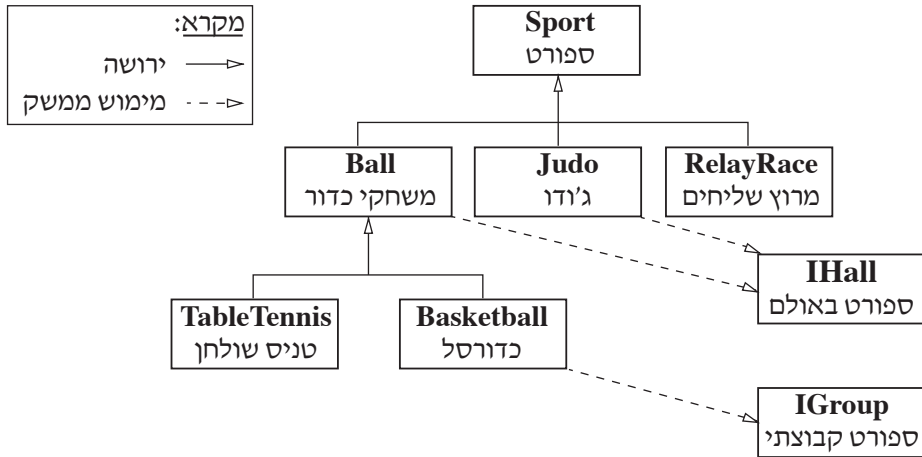 מקרא:
ירושה
מימוש ממשק
Sport
ספורט
Ball
משחקי כדור
Judo
ג'ודו
RelayRace
מרוץ שליחים
IHall
ספורט באולם
TableTennis
טניס שולחן
Basketball
כדורסל
IGroup
ספורט קבוצתי